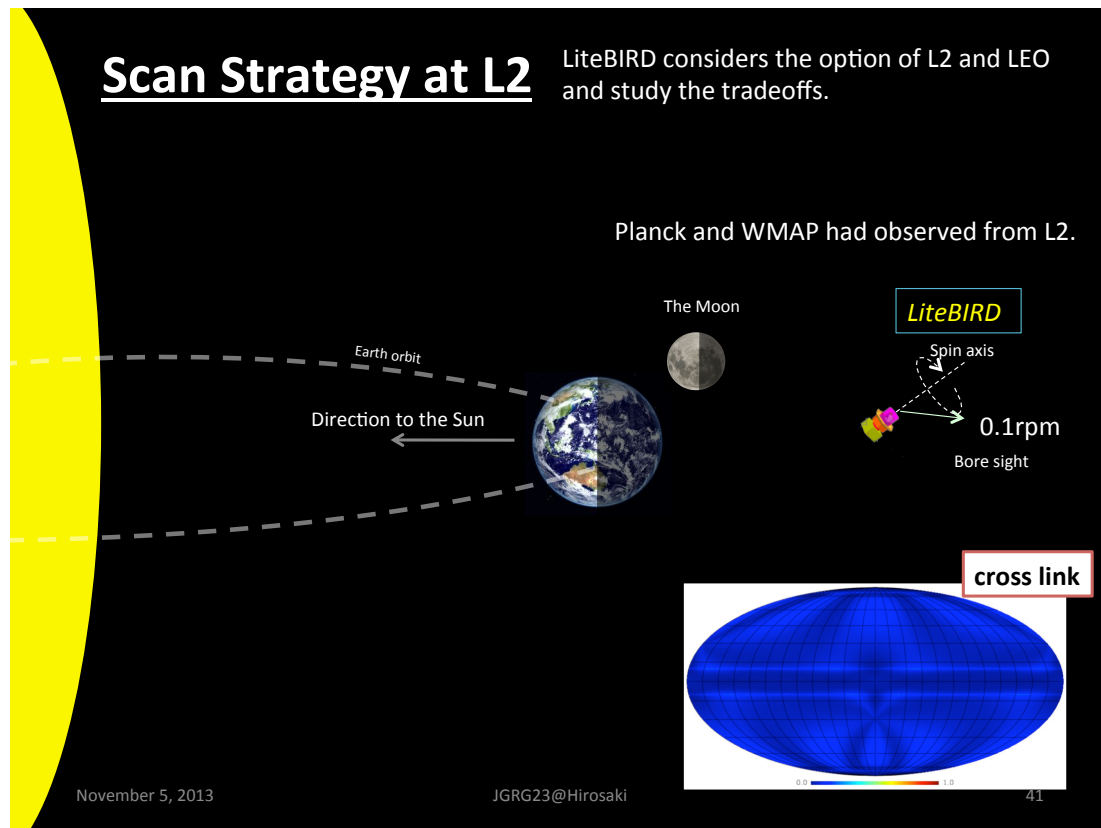 Scan Strategy at L2
LiteBIRD considers the option of L2 and LEO
and study the tradeoffs.
Planck and WMAP had observed from L2.
The Moon
LiteBIRD
Spin axis
Earth orbit
Direction to the Sun
0.1rpm
Bore sight
cross link
0.0
1.0
November 5, 2013
JGRG23@Hirosaki
41